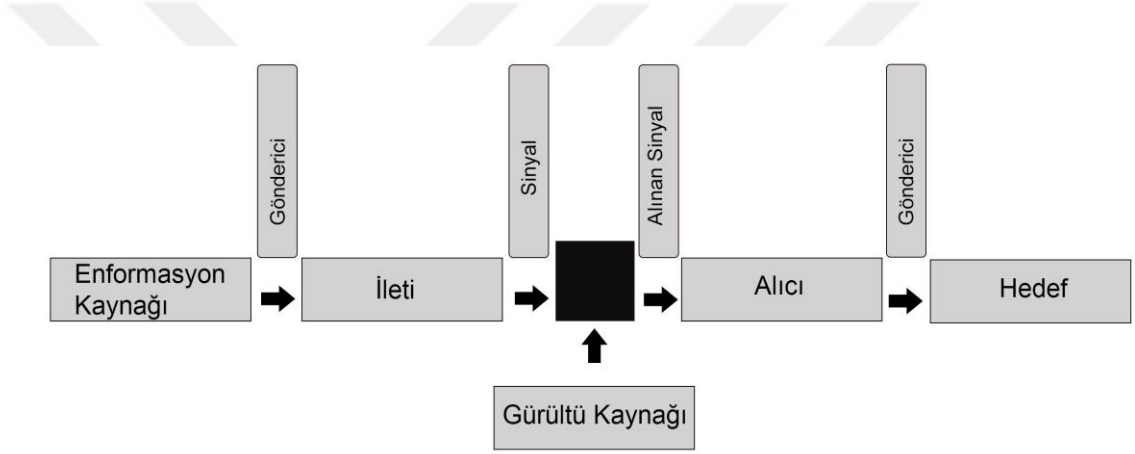 Gönderici
Sinyal
Alınan Sinyal
Gönderici
Enformasyon
Kaynağı
İleti
Alıcı
Hedef
Gürültü Kaynağı